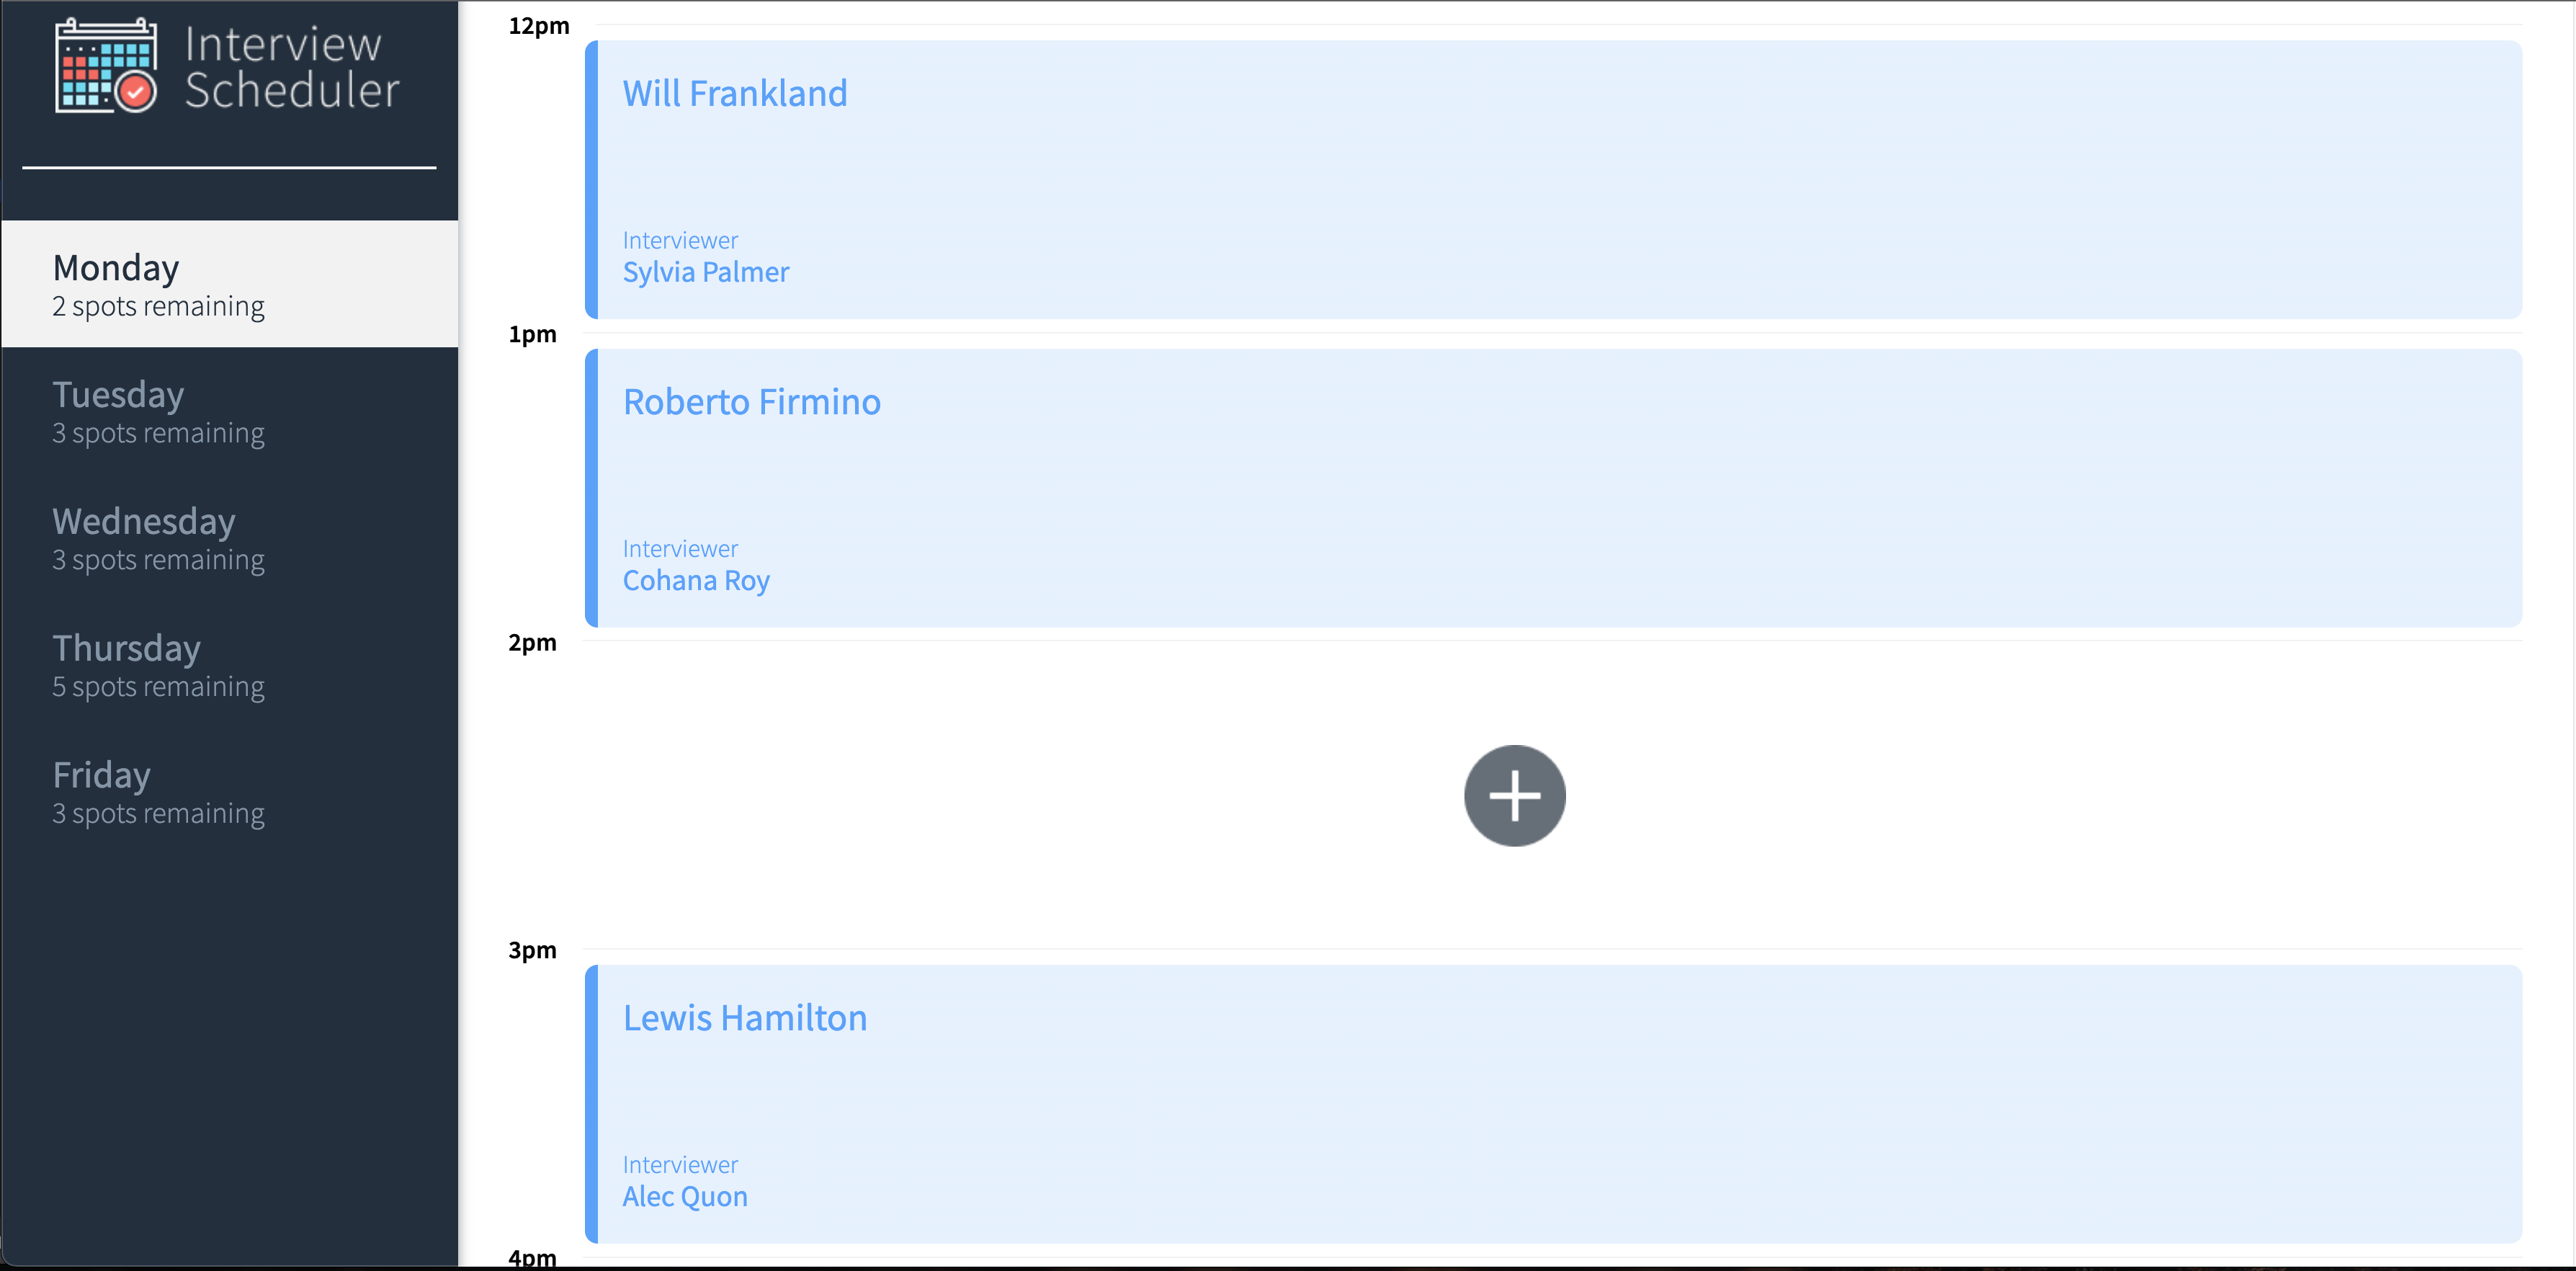 Interview
Scheduler
Monday
2 spots remaining
Tuesday
3 spots remaining
Wednesday
3 spots remaining
Thursday
5 spots remaining
Friday
3 spots remaining
12pm
Will Frankland
Interviewer
Sylvia Palmer
1pm
Roberto Firmino
Interviewer
Cohana Roy
2pm
3pm
Lewis Hamilton
Interviewer
Alec Quon
4pm